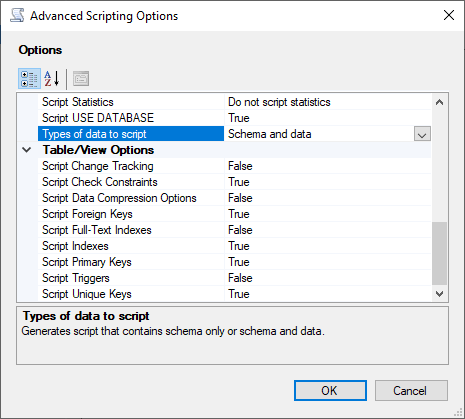 Advanced Scripting Options
Options
Script Statistics Do not script statistics
Script USE DATABASE True
Types of data to script Schema and data
Table/View Options
Script Change Tracking False
Script Check Constraints True
Script Data Compression Options False
Script Foreign Keys True
Script Full-Text Indexes False
Script Indexes True
Script Primary Keys True
Script Triggers False
Script Unique Keys True
Types of data to script
Generates script that contains schema only or schema and data.
OK Cancel